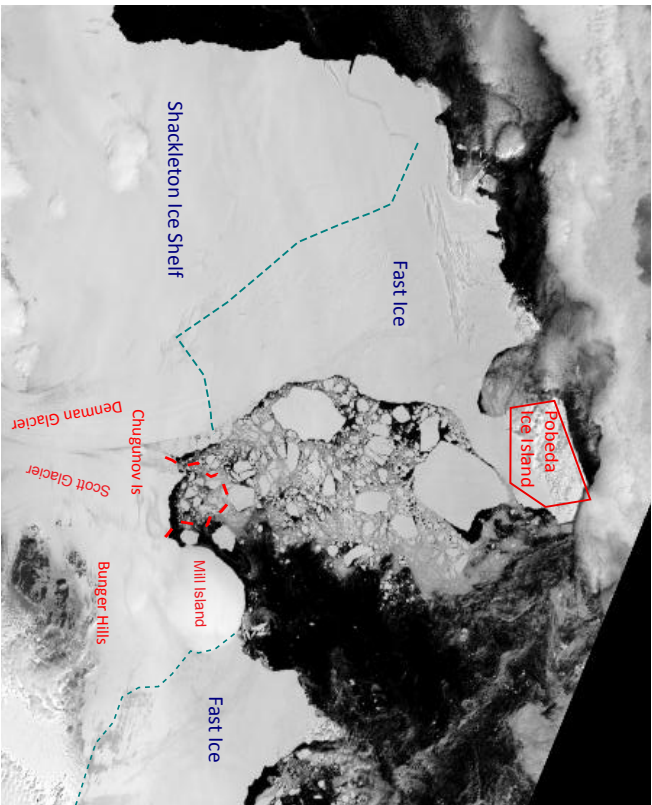 Shackleton Ice Shelf
Fast Ice
Pobeda
Ice Island
Denman Glacier
Chugunov Is
Scott Glacier
Mill Island
Bunger Hills
Fast Ice